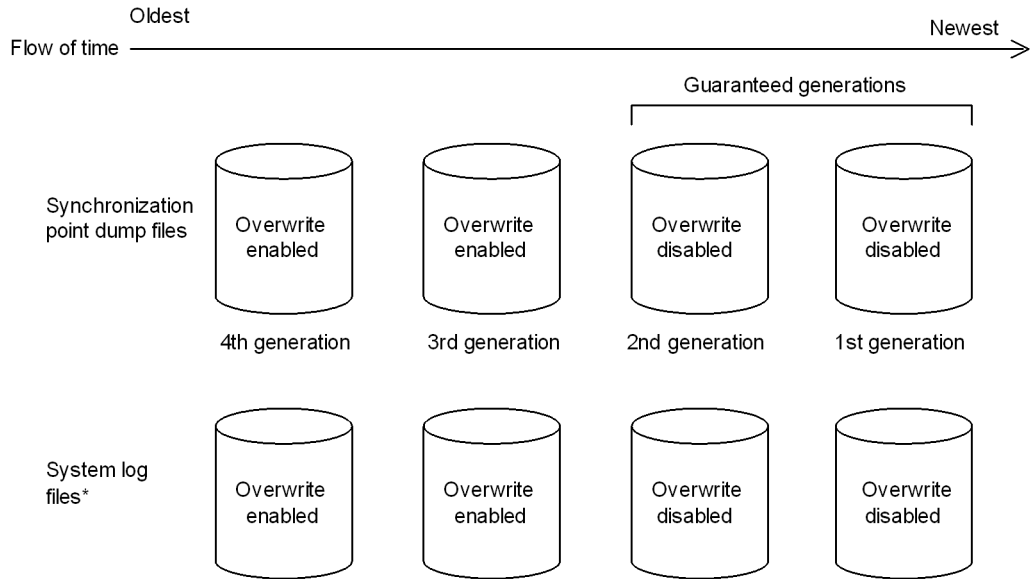 Oldest
Newest
Flow of time
Guaranteed generations
Synchronization
point dump files
Overwrite
enabled
Overwrite
enabled
Overwrite
disabled
Overwrite
disabled
4th generation
3rd generation
2nd generation
1st generation
System log
files*
Overwrite
enabled
Overwrite
enabled
Overwrite
disabled
Overwrite
disabled